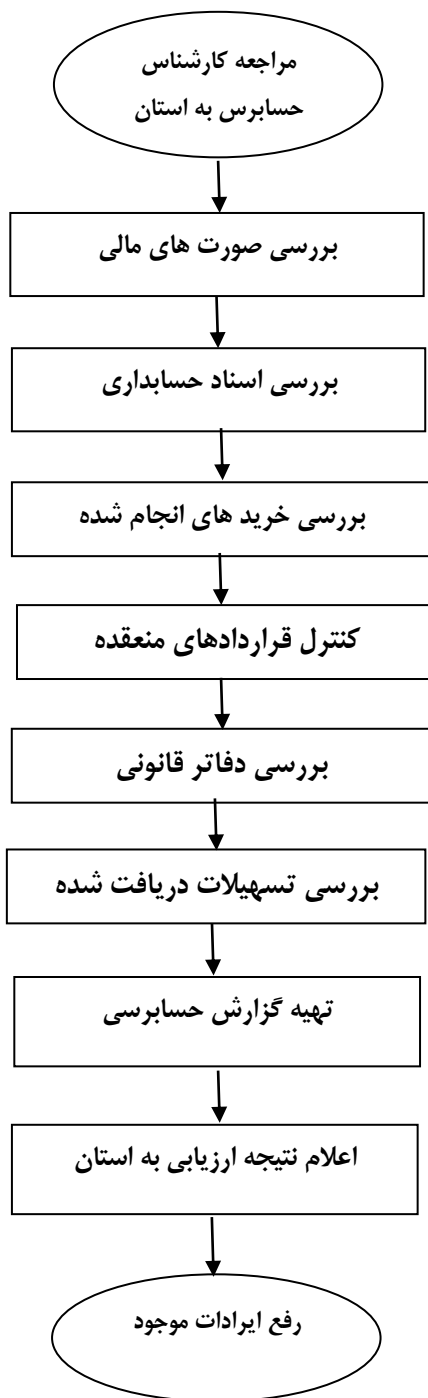 مراجعه کارشناس
حسابرس به استان
بررسی صورت های مالی
بررسی اسناد حسابداری
بررسی خرید های انجام شده
کنترل قراردادهای منعقده
بررسی دفاتر قانونی
بررسی تسهیلات دریافت شده
تهیه گزارش حسابرسی
اعلام نتیجه ارزیابی به استان
رفع ایرادات موجود